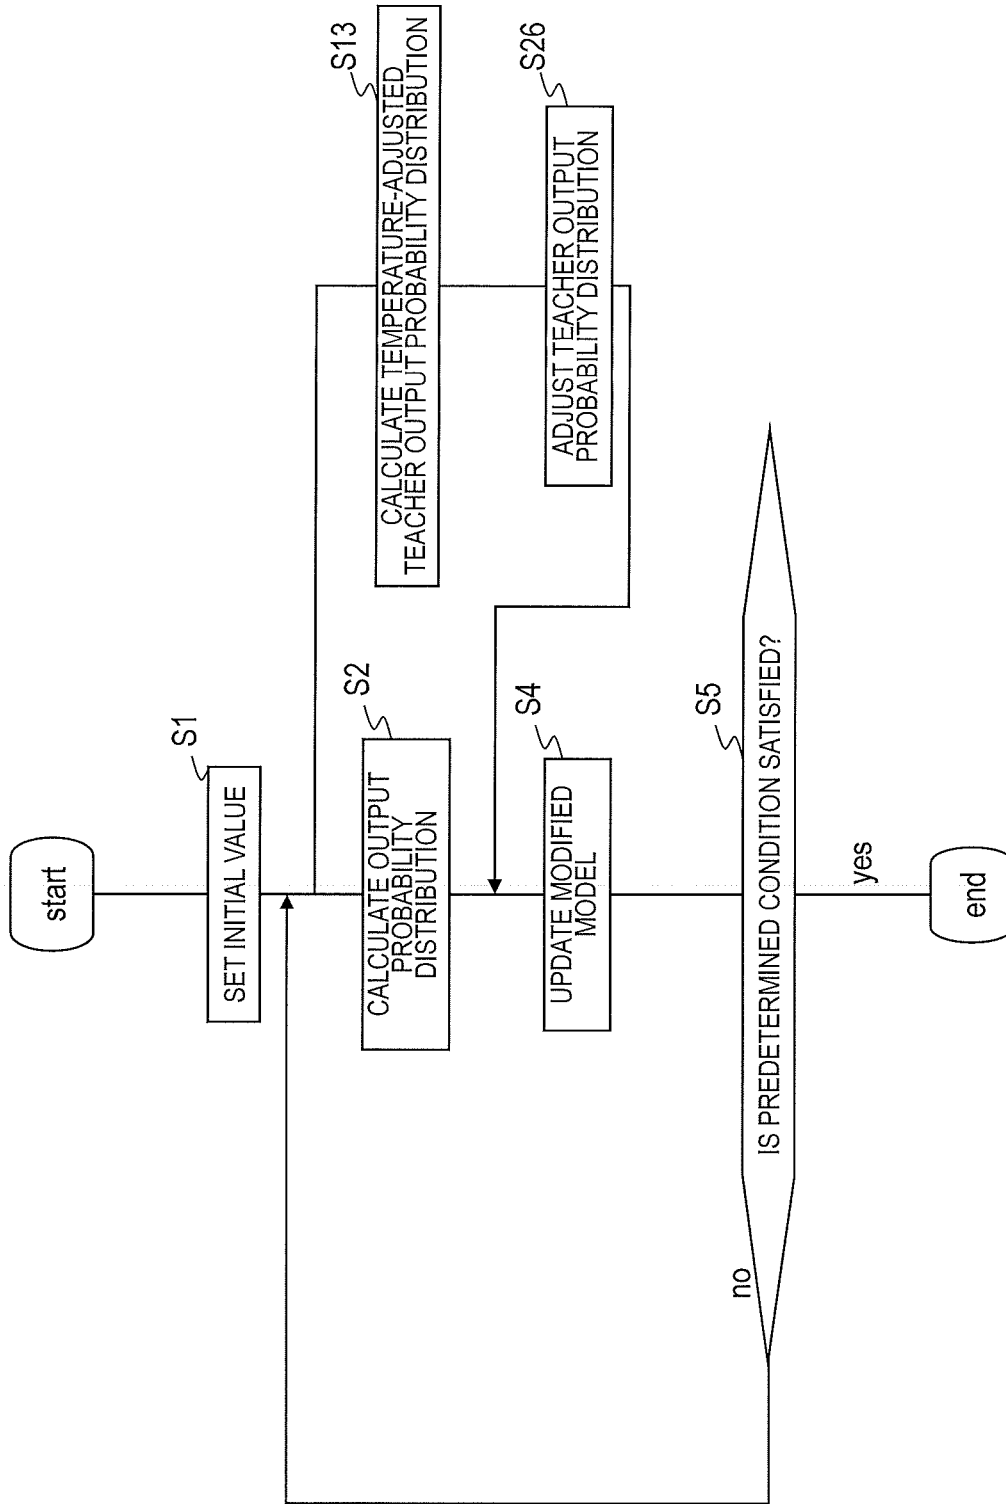 start
S1
SET INITIAL VALUE
S2
CALCULATE OUTPUT
PROBABILITY
DISTRIBUTION
S13
CALCULATE TEMPERATURE-ADJUSTED
TEACHER OUTPUT PROBABILITY DISTRIBUTION
S26
ADJUST TEACHER OUTPUT
PROBABILITY DISTRIBUTION
S4
UPDATE MODIFIED
MODEL
S5
IS PREDETERMINED CONDITION SATISFIED?
no
yes
end